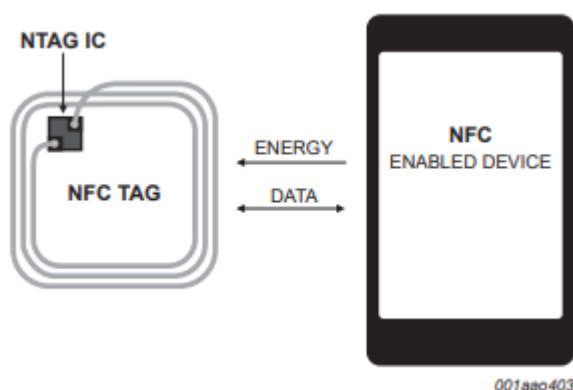 NTAG IC
NFC TAG
ENERGY
DATA
NFC
ENABLED DEVICE
001aao403